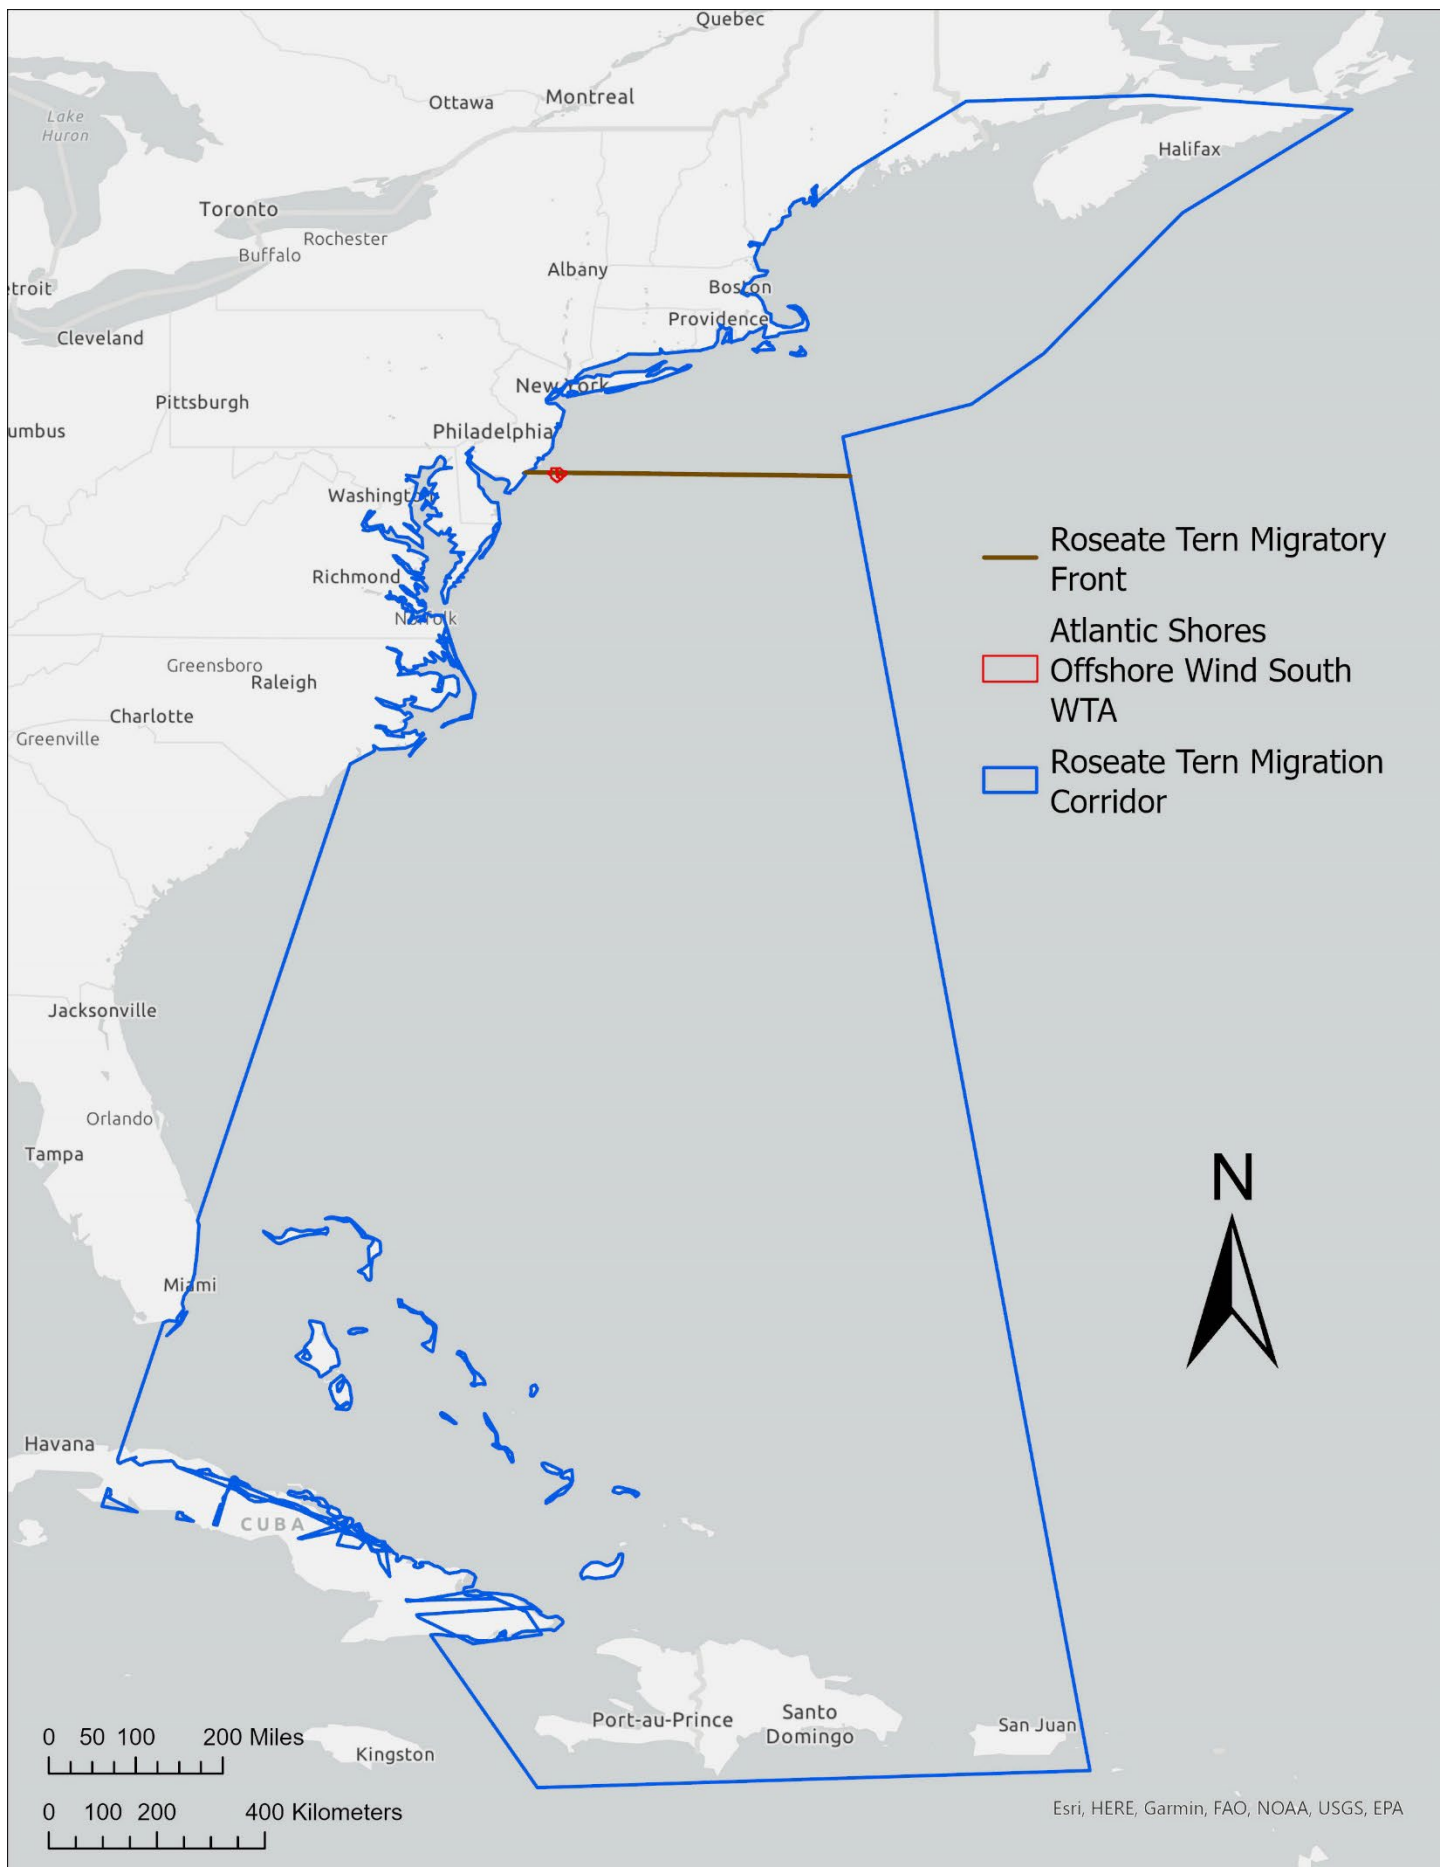 Quebec
Ottawa
Montreal
Lake
Huron
Halifax
Toronto
Rochester
Buffalo
Albany
etroit
Boston
Providence
Cleveland
New York
Pittsburgh
umbus
Philadelphia
Washington
Richmond
Norfolk
Greensboro
Raleigh
Charlotte
Greenville
Roseate Tern Migratory
Front
Atlantic Shores
Offshore Wind South
WTA
Roseate Tern Migration
Corridor
Jacksonville
Orlando
Tampa
N
Miami
Havana
CUBA
Port-au-Prince
Santo
Domingo
San Juan
Kingston
0 50 100 200 Miles
0 100 200 400 Kilometers
Esri, HERE, Garmin, FAO, NOAA, USGS, EPA